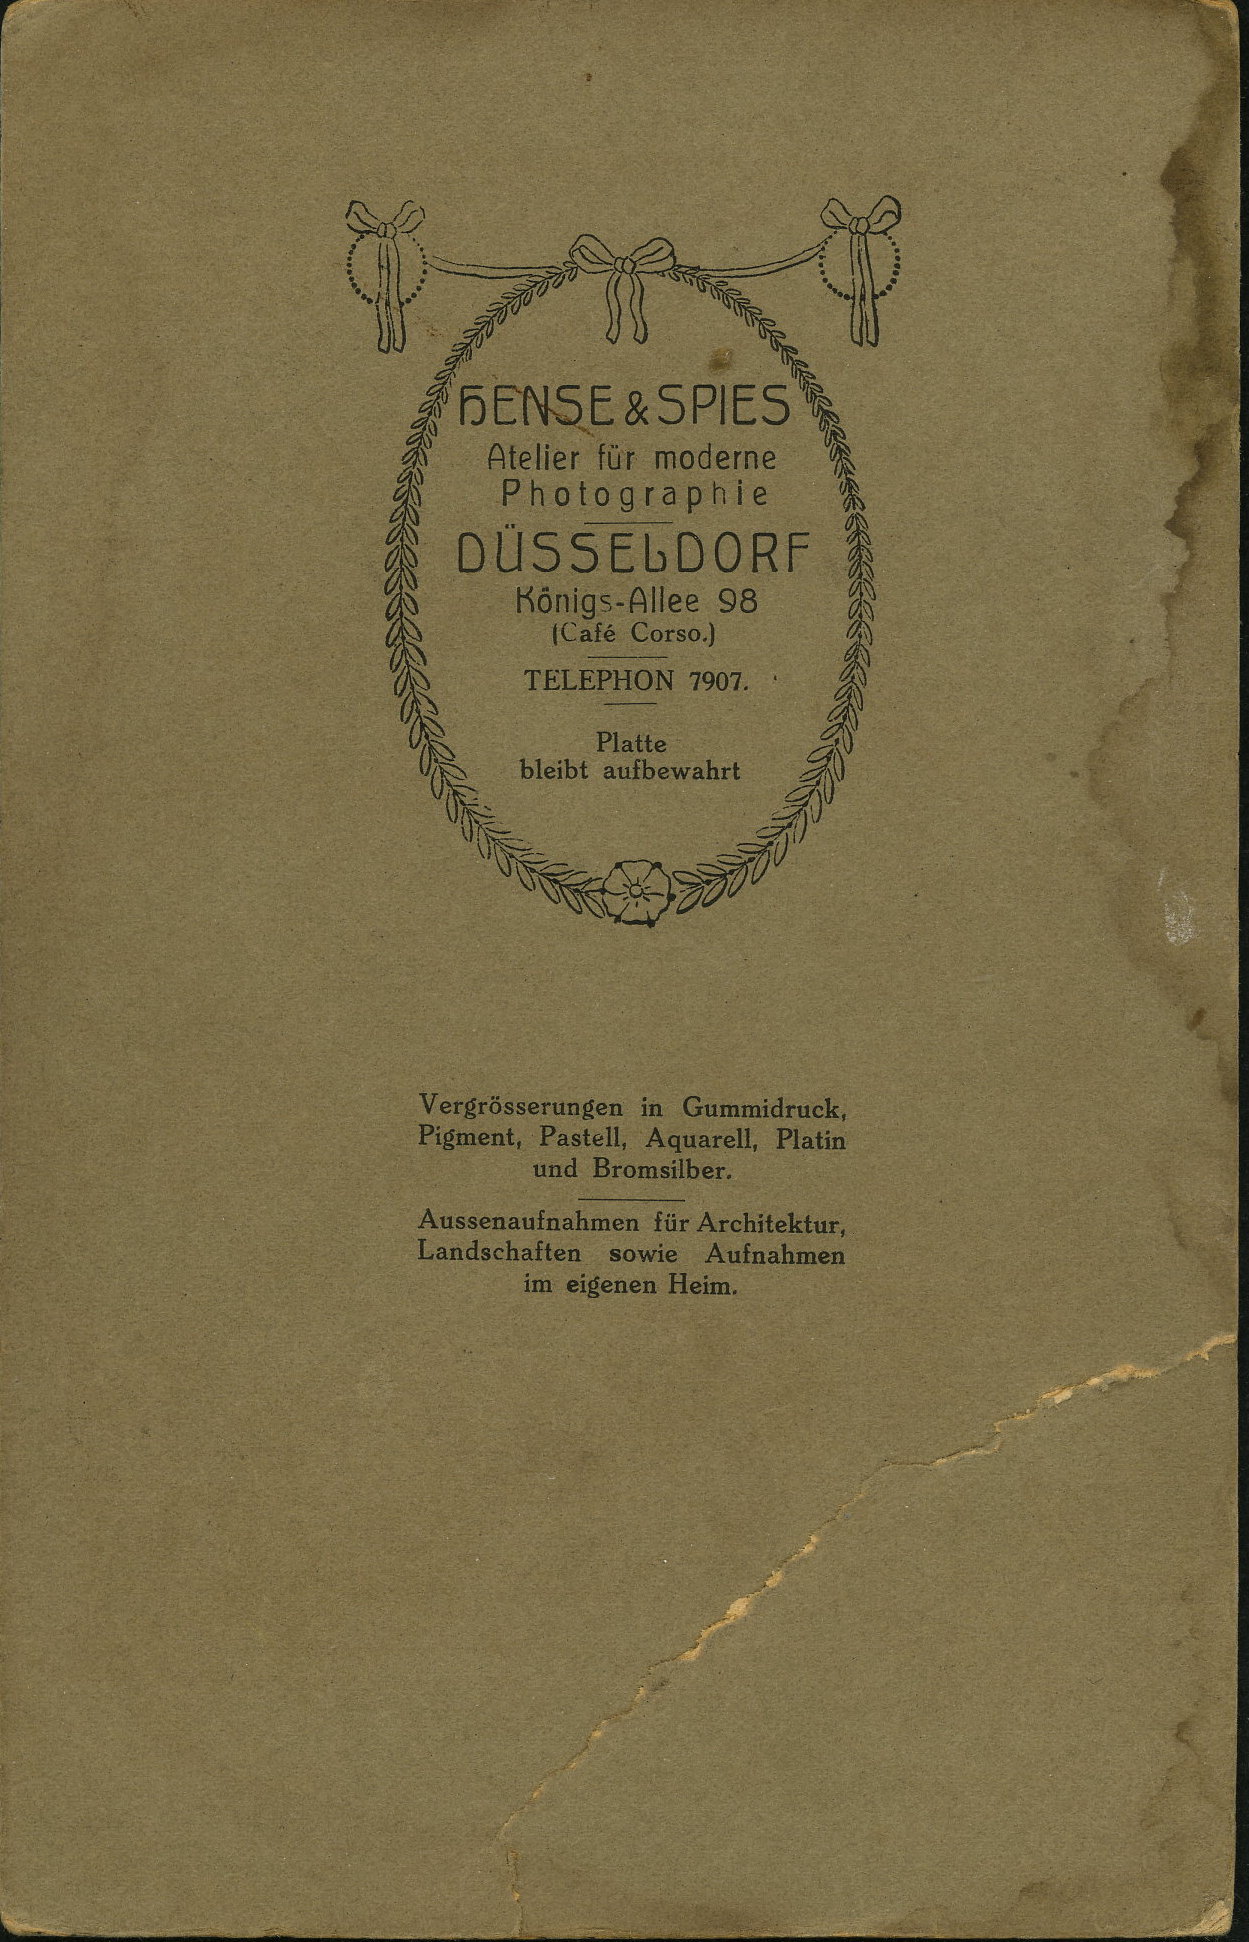 HENSE & SPIES
Atelier für moderne
Photographie
DÜSSELDORF
Königs-Allee 98
(Café Corso.)
TELEPHON 7907.
Platte
bleibt aufbewahrt
Vergrösserungen in Gummidruck,
Pigment, Pastell, Aquarell, Platin
und Bromsilber.
Aussenaufnahmen für Architektur,
Landschaften sowie Aufnahmen
im eigenen Heim.